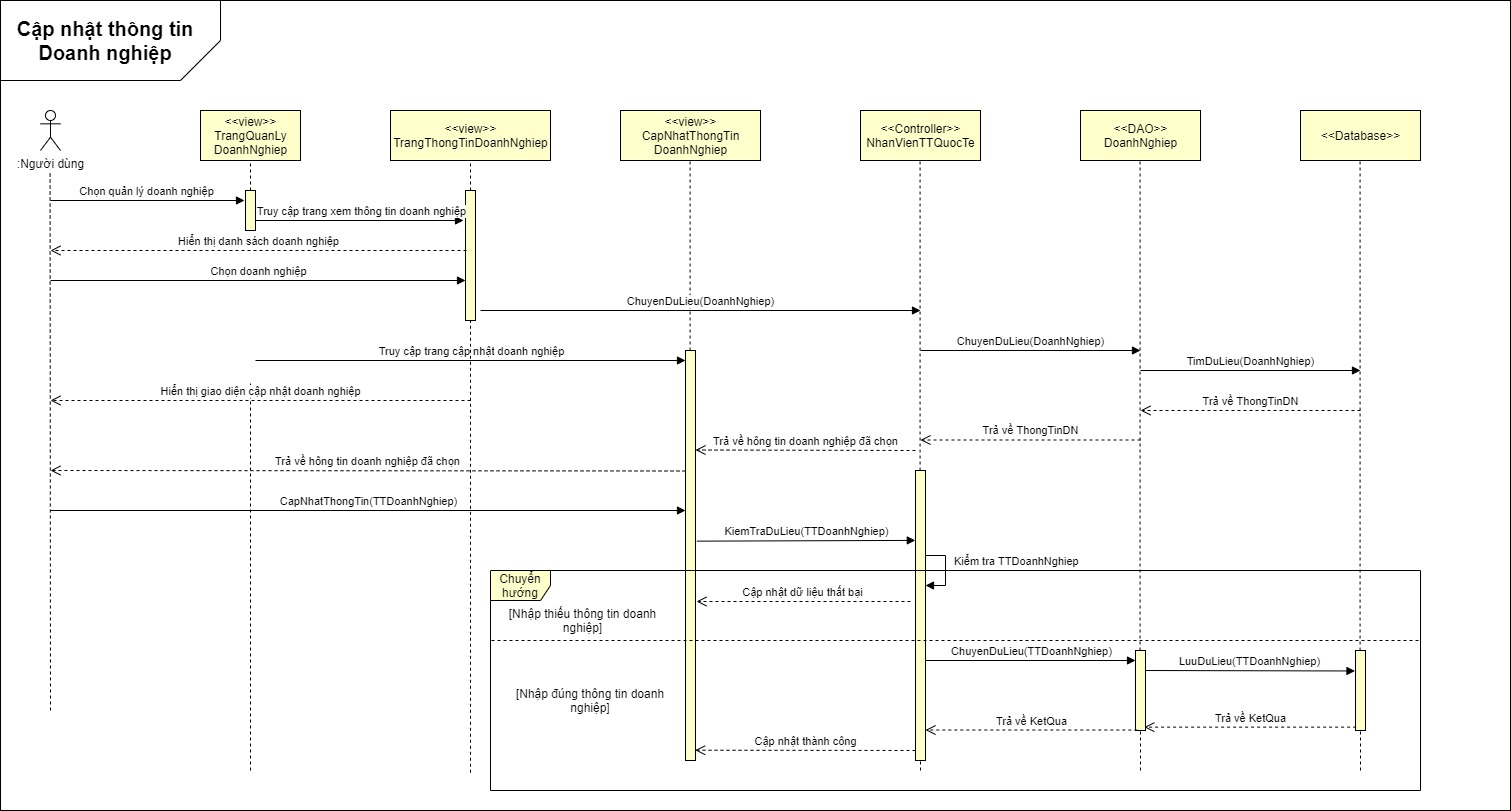 Cập nhật thông tin
Doanh nghiệp
:Người dùng
<<view>>
TrangQuanLy
DoanhNghiep
<<view>>
TrangThongTinDoanhNghiep
<<view>>
CapNhatThongTin
DoanhNghiep
<<Controller>>
NhanVienTTQuocTe
<<DAO>>
DoanhNghiep
<<Database>>
Chọn quản lý doanh nghiệp
Truy cập trang xem thông tin doanh nghiệp
Hiển thị danh sách doanh nghiệp
Chọn doanh nghiệp
ChuyenDuLieu(DoanhNghiep)
ChuyenDuLieu(DoanhNghiep)
Truy cập trang cập nhật doanh nghiệp
TimDuLieu(DoanhNghiep)
Hiển thị giao diện cập nhật doanh nghiệp
Trả về ThongTinDN
Trả về ThongTinDN
Trả về hông tin doanh nghiệp đã chọn
Trả về hông tin doanh nghiệp đã chọn
CapNhatThongTin(TTDoanhNghiep)
KiemTraDuLieu(TTDoanhNghiep)
Kiểm tra TTDoanhNghiep
Chuyển
hướng
Cập nhật dữ liệu thất bại
[Nhập thiếu thông tin doanh
nghiệp]
ChuyenDuLieu(TTDoanhNghiep)
LuuDuLieu(TTDoanhNghiep)
[Nhập đúng thông tin doanh
nghiệp]
Trả về KetQua
Trả về KetQua
Cập nhật thành công